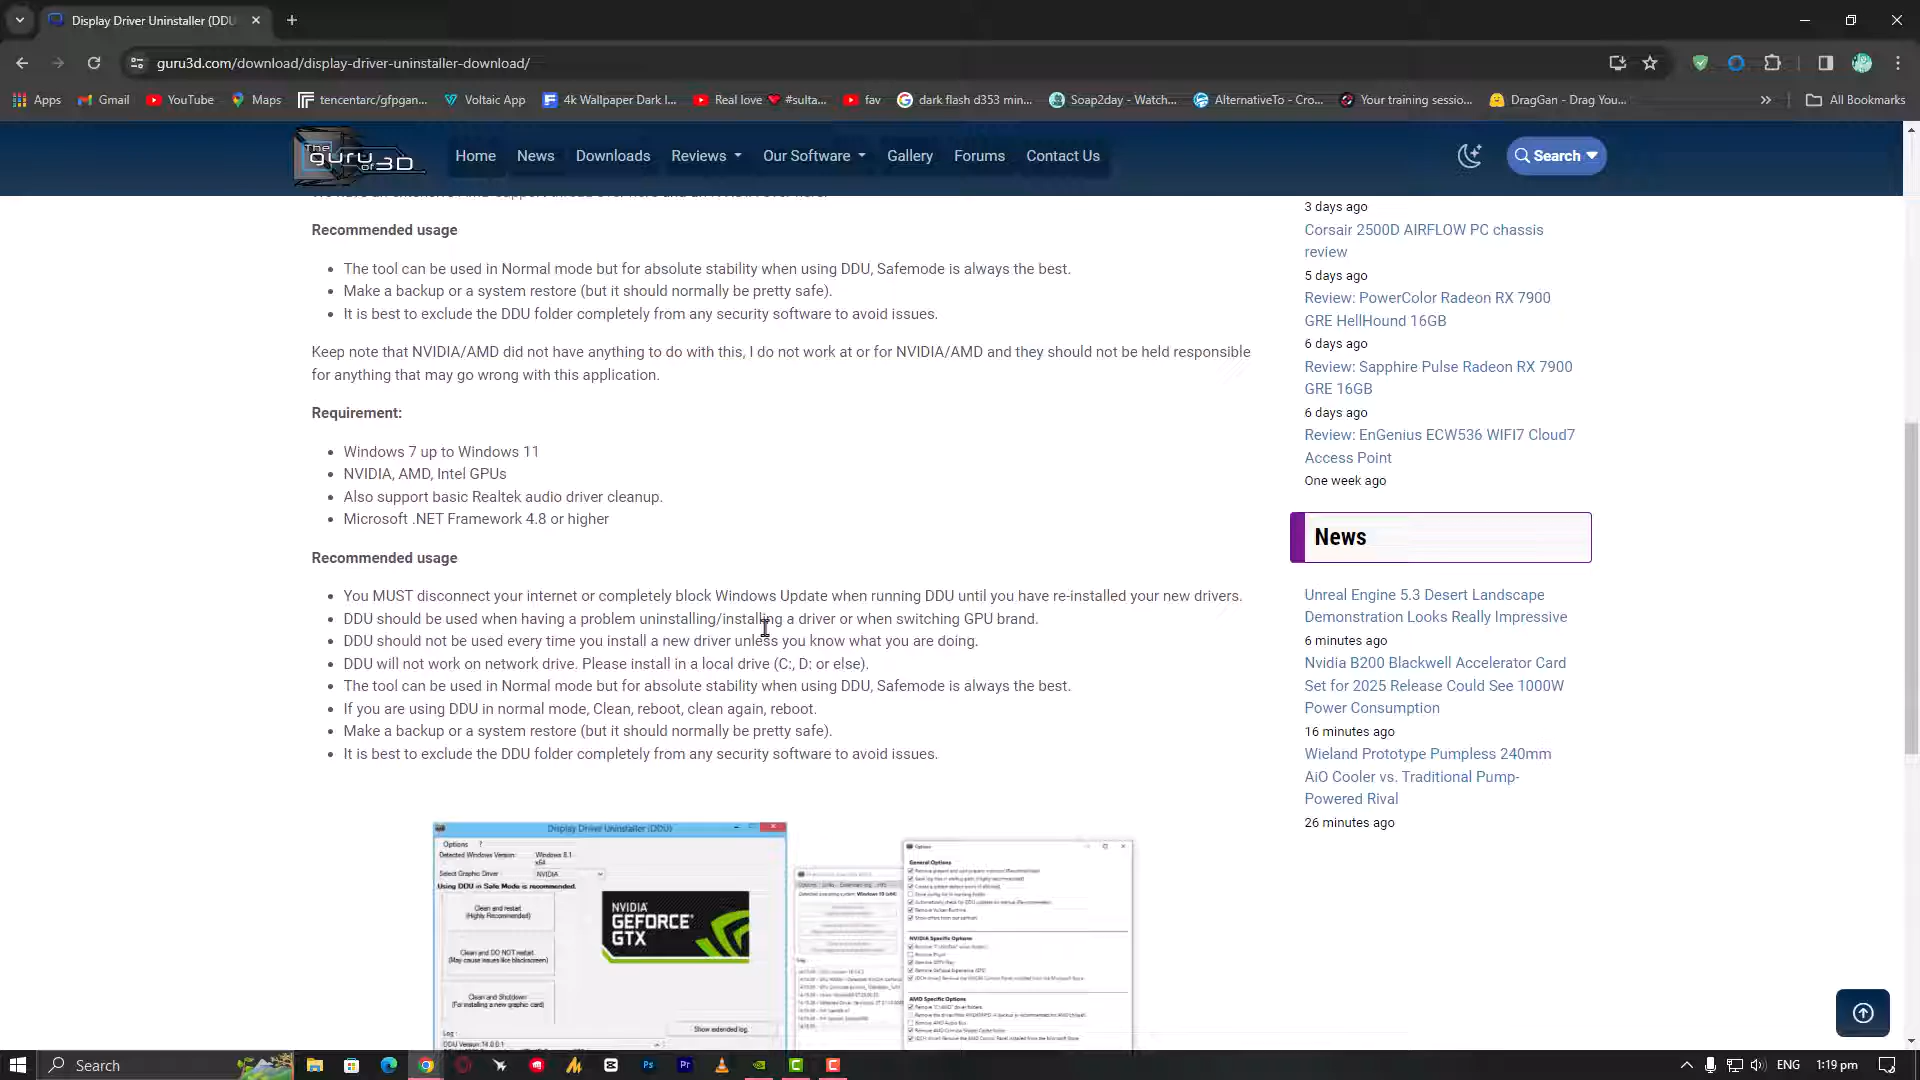 Display Driver Uninstaller (DDU
guru3d.com/download/display-driver-uninstaller-download/
Apps
Gmail
YouTube
Maps
tencentarc/gfpgan...
Voltaic App
4k Wallpaper Dark I...
Real love ❤ #sulta...
fav
dark flash d353 min...
Soap2day - Watch...
AlternativeTo - Cro...
Your training sessio...
DragGan - Drag You...
All Bookmarks
The guru of 3D
Home
News
Downloads
Reviews
Our Software
Gallery
Forums
Contact Us
Search
Recommended usage
• The tool can be used in Normal mode but for absolute stability when using DDU, Safemode is always the best.
• Make a backup or a system restore (but it should normally be pretty safe).
• It is best to exclude the DDU folder completely from any security software to avoid issues.
Keep note that NVIDIA/AMD did not have anything to do with this, I do not work at or for NVIDIA/AMD and they should not be held responsible
for anything that may go wrong with this application.
Requirement:
• Windows 7 up to Windows 11
• NVIDIA, AMD, Intel GPUs
• Also support basic Realtek audio driver cleanup.
• Microsoft .NET Framework 4.8 or higher
Recommended usage
• You MUST disconnect your internet or completely block Windows Update when running DDU until you have re-installed your new drivers.
• DDU should be used when having a problem uninstalling/installing a driver or when switching GPU brand.
• DDU should not be used every time you install a new driver unless you know what you are doing.
• DDU will not work on network drive. Please install in a local drive (C:, D: or else).
• The tool can be used in Normal mode but for absolute stability when using DDU, Safemode is always the best.
• If you are using DDU in normal mode, Clean, reboot, clean again, reboot.
• Make a backup or a system restore (but it should normally be pretty safe).
• It is best to exclude the DDU folder completely from any security software to avoid issues.
3 days ago
Corsair 2500D AIRFLOW PC chassis
review
5 days ago
Review: PowerColor Radeon RX 7900
GRE HellHound 16GB
6 days ago
Review: Sapphire Pulse Radeon RX 7900
GRE 16GB
6 days ago
Review: EnGenius ECW536 WIFI7 Cloud7
Access Point
One week ago
News
Unreal Engine 5.3 Desert Landscape
Demonstration Looks Really Impressive
6 minutes ago
Nvidia B200 Blackwell Accelerator Card
Set for 2025 Release Could See 1000W
Power Consumption
16 minutes ago
Wieland Prototype Pumpless 240mm
AiO Cooler vs. Traditional Pump-
Powered Rival
26 minutes ago
Display Driver Uninstaller (DDU)
Options ?
Detected Windows Version: Windows 8.1
x64
Select Graphic Driver: NVIDIA
Using DDU in Safe Mode is recommended.
Clean and restart
(Highly Recommended)
Clean and DO NOT restart
(May cause issues like blackscreen)
Clean and Shutdown
(For installing a new graphic card)
NVIDIA
GEFORCE
GTX
Show extended log
Log :
DDU Version: 14.0.0.1
Options
General Options
NVIDIA Specific Options
AMD Specific Options
Search
Ps
Pr
ENG
1:19 pm